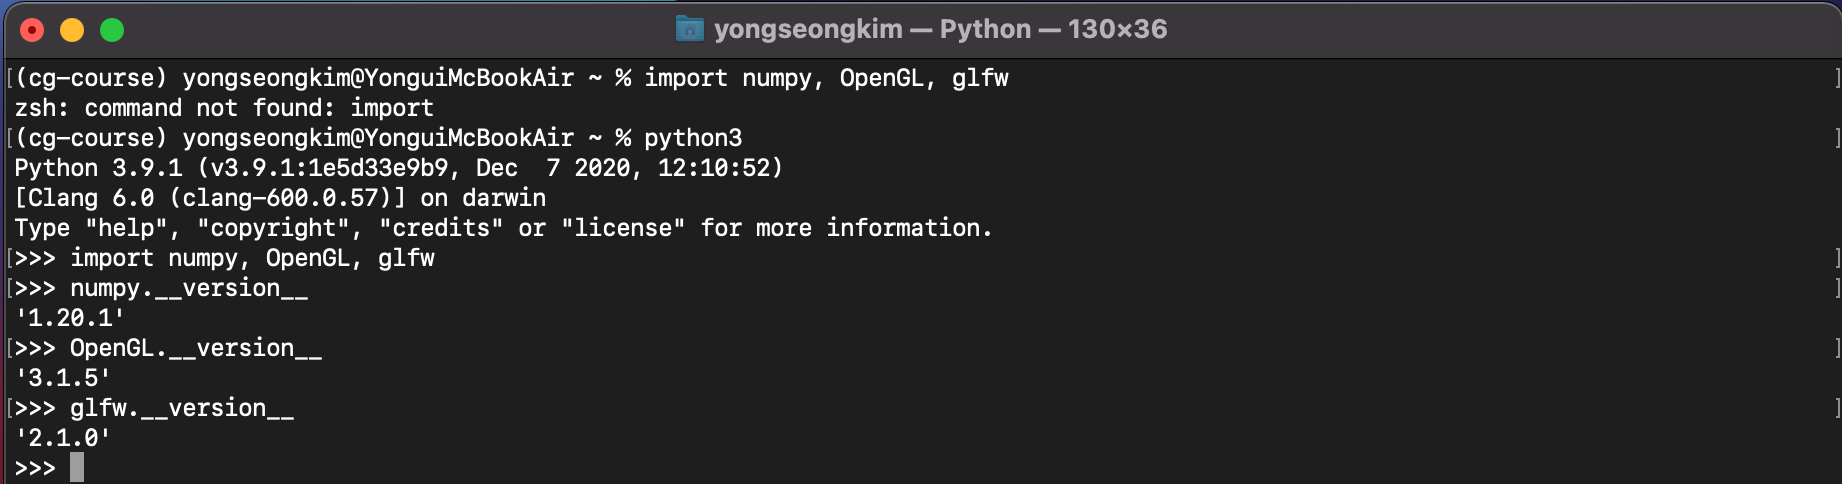 yongseongkim — Python — 130×36
[(cg-course) yongseongkim@YonguiMcBookAir ~ % import numpy, OpenGL, glfw ]
zsh: command not found: import
[(cg-course) yongseongkim@YonguiMcBookAir ~ % python3 ]
Python 3.9.1 (v3.9.1:1e5d33e9b9, Dec  7 2020, 12:10:52)
[Clang 6.0 (clang-600.0.57)] on darwin
Type "help", "copyright", "credits" or "license" for more information.
[>>> import numpy, OpenGL, glfw ]
[>>> numpy.__version__ ]
'1.20.1'
[>>> OpenGL.__version__ ]
'3.1.5'
[>>> glfw.__version__ ]
'2.1.0'
>>>